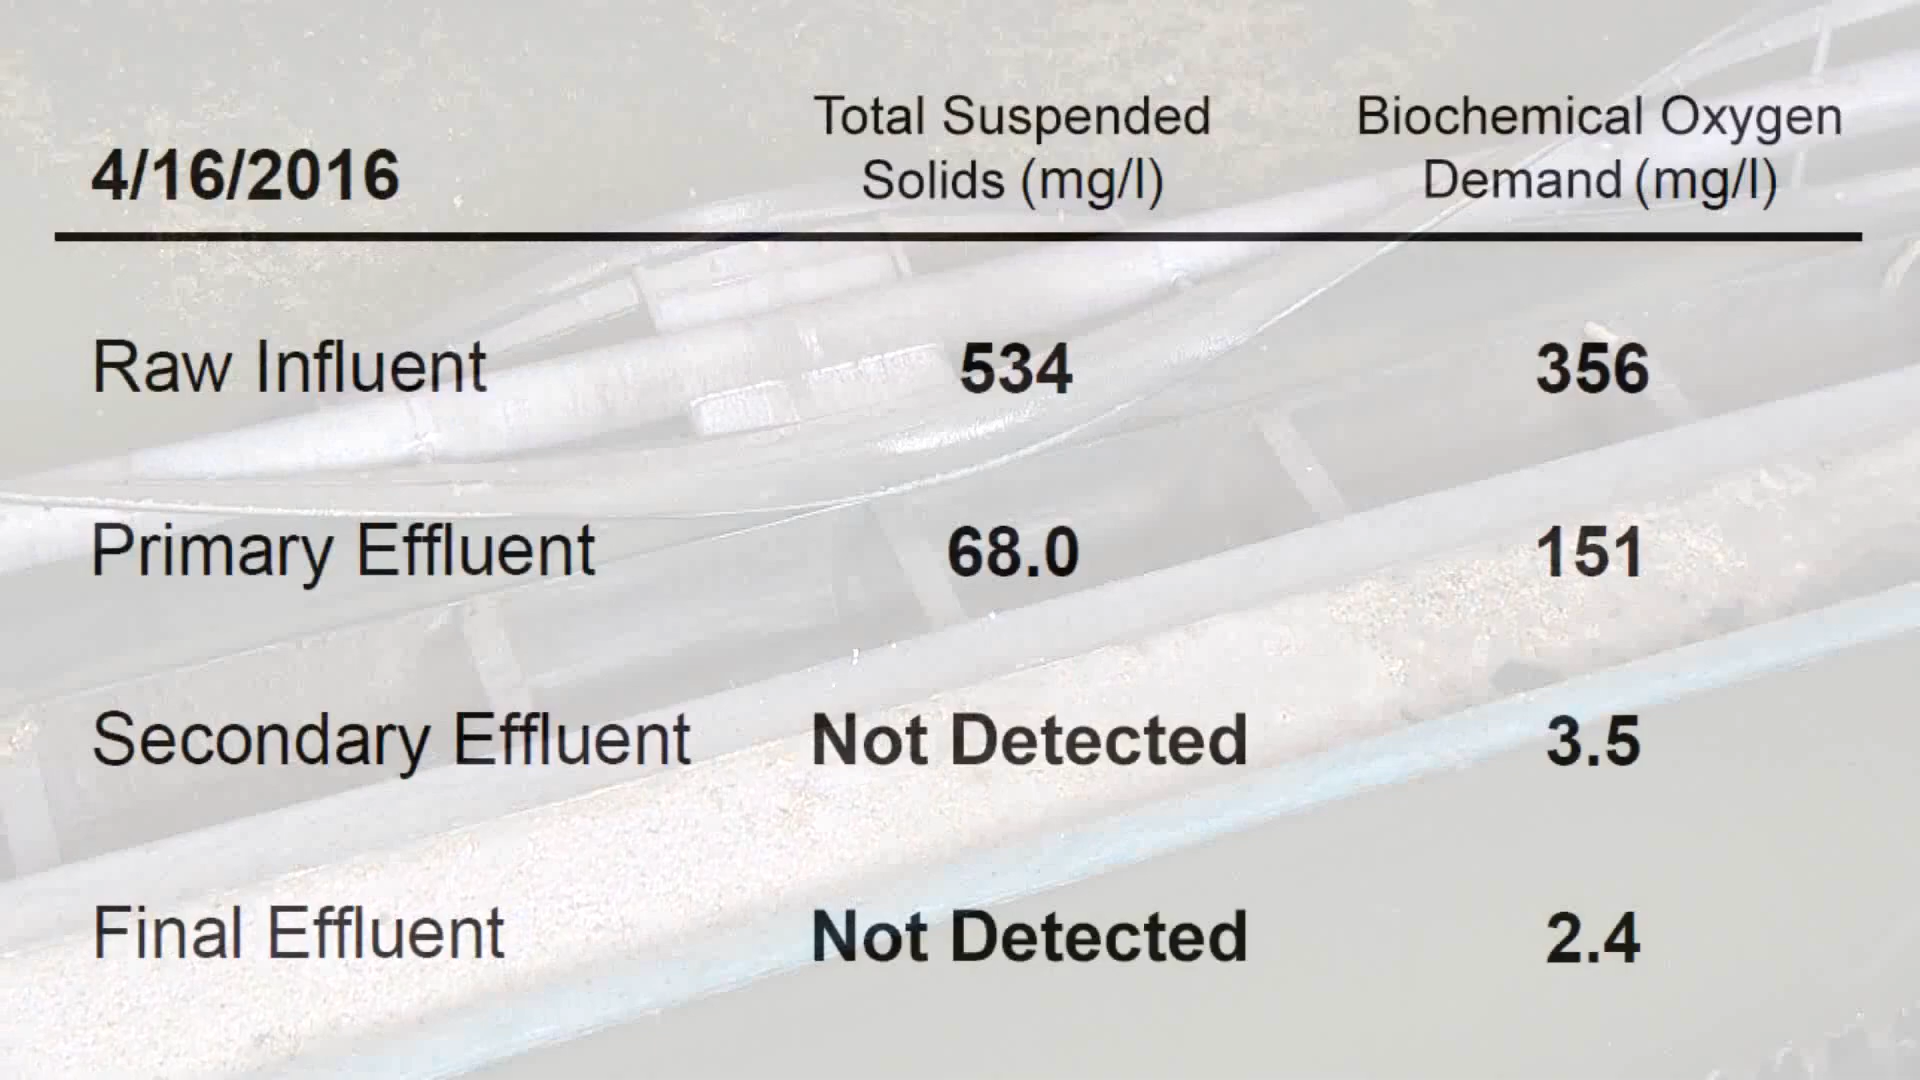 4/16/2016
Total Suspended
Solids (mg/l)
Biochemical Oxygen
Demand (mg/l)
Raw Influent 534 356
Primary Effluent 68.0 151
Secondary Effluent Not Detected 3.5
Final Effluent Not Detected 2.4